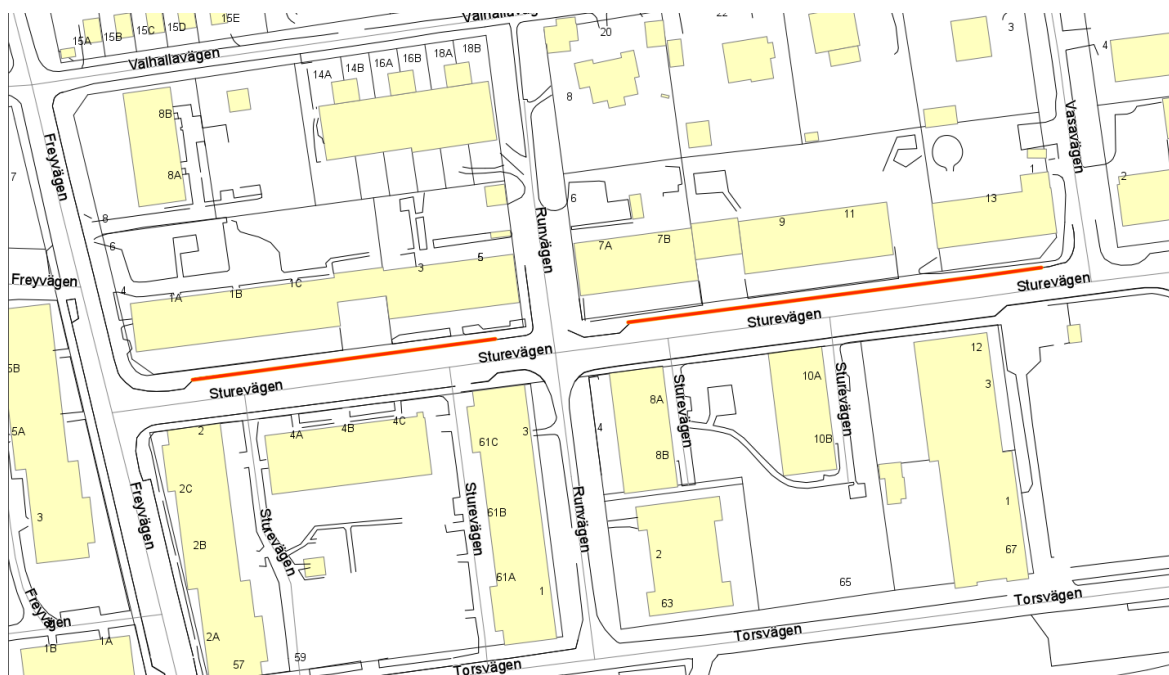 Valhallavägen
22
15E
15D
15C
15B
15A
20
3
4
Valhallavägen
18B
18A
16B
16A
14B
14A
8
8B
Vasavägen
Freyvägen
7
8A
1
2
6
13
8
11
9
Runvägen
7B
7A
6
5
3
Freyvägen
4
1C
1B
1A
Sturevägen
Sturevägen
Sturevägen
Sturevägen
5B
12
10A
3
8A
Sturevägen
Sturevägen
4C
4B
4A
2
61C
3
4
5A
10B
8B
Freyvägen
2C
Sturevägen
Sturevägen
61B
Runvägen
1
3
2B
67
2
61A
65
1
63
Freyvägen
Freyvägen
Torsvägen
Torsvägen
2A
1A
1B
57
59
Torsvägen